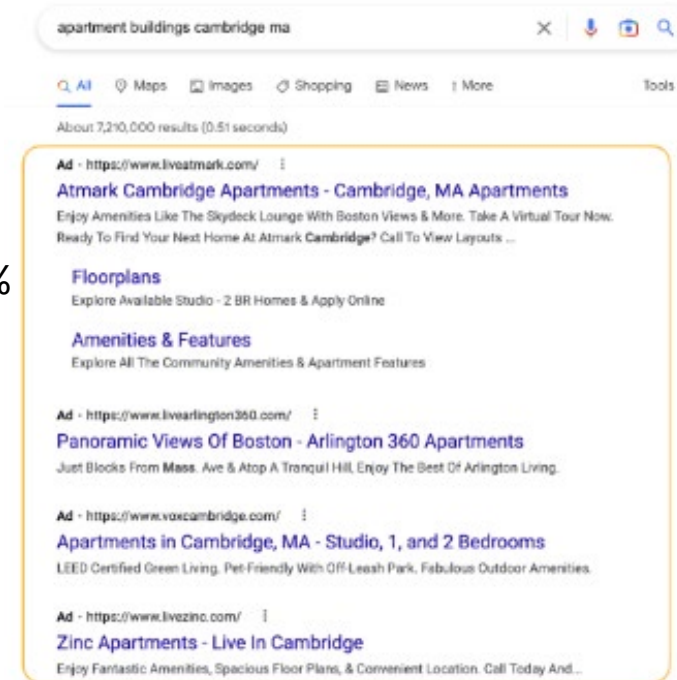 apartment buildings cambridge ma
All Maps Images Shopping News More Tools
About 7,210,000 results (0.51 seconds)
Ad · https://www.liveatmark.com/
Atmark Cambridge Apartments - Cambridge, MA Apartments
Enjoy Amenities Like The Skydeck Lounge With Boston Views & More. Take A Virtual Tour Now.
Ready To Find Your Next Home At Atmark Cambridge? Call To View Layouts ...
%
Floorplans
Explore Available Studio - 2 BR Homes & Apply Online
Amenities & Features
Explore All The Community Amenities & Apartment Features
Ad · https://www.livearlington360.com/
Panoramic Views Of Boston - Arlington 360 Apartments
Just Blocks From Mass. Ave & Atop A Tranquil Hill, Enjoy The Best Of Arlington Living.
Ad · https://www.voxcambridge.com/
Apartments in Cambridge, MA - Studio, 1, and 2 Bedrooms
LEED Certified Green Living. Pet-Friendly With Off-Leash Park. Fabulous Outdoor Amenities.
Ad · https://www.livezinc.com/
Zinc Apartments - Live In Cambridge
Enjoy Fantastic Amenities, Spacious Floor Plans, & Convenient Location. Call Today And...